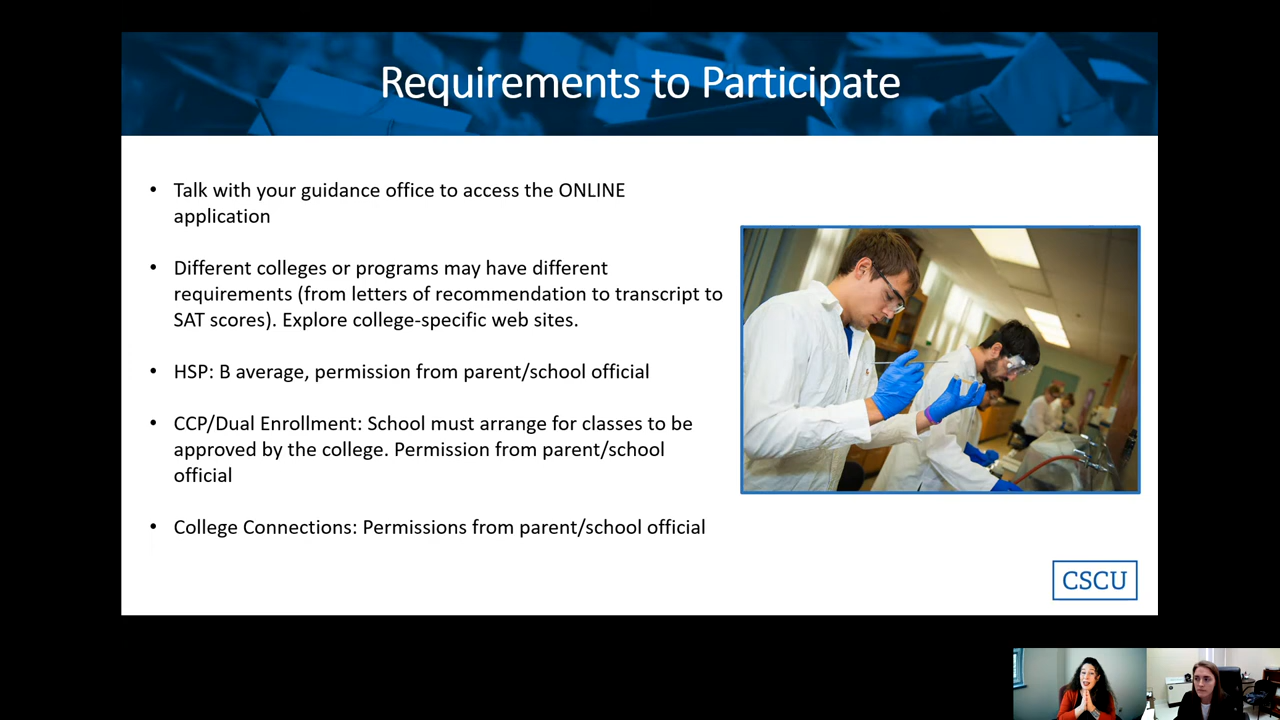 Requirements to Participate
• Talk with your guidance office to access the ONLINE
application
• Different colleges or programs may have different
requirements (from letters of recommendation to transcript to
SAT scores). Explore college-specific web sites.
• HSP: B average, permission from parent/school official
• CCP/Dual Enrollment: School must arrange for classes to be
approved by the college. Permission from parent/school
official
• College Connections: Permissions from parent/school official
CSCU